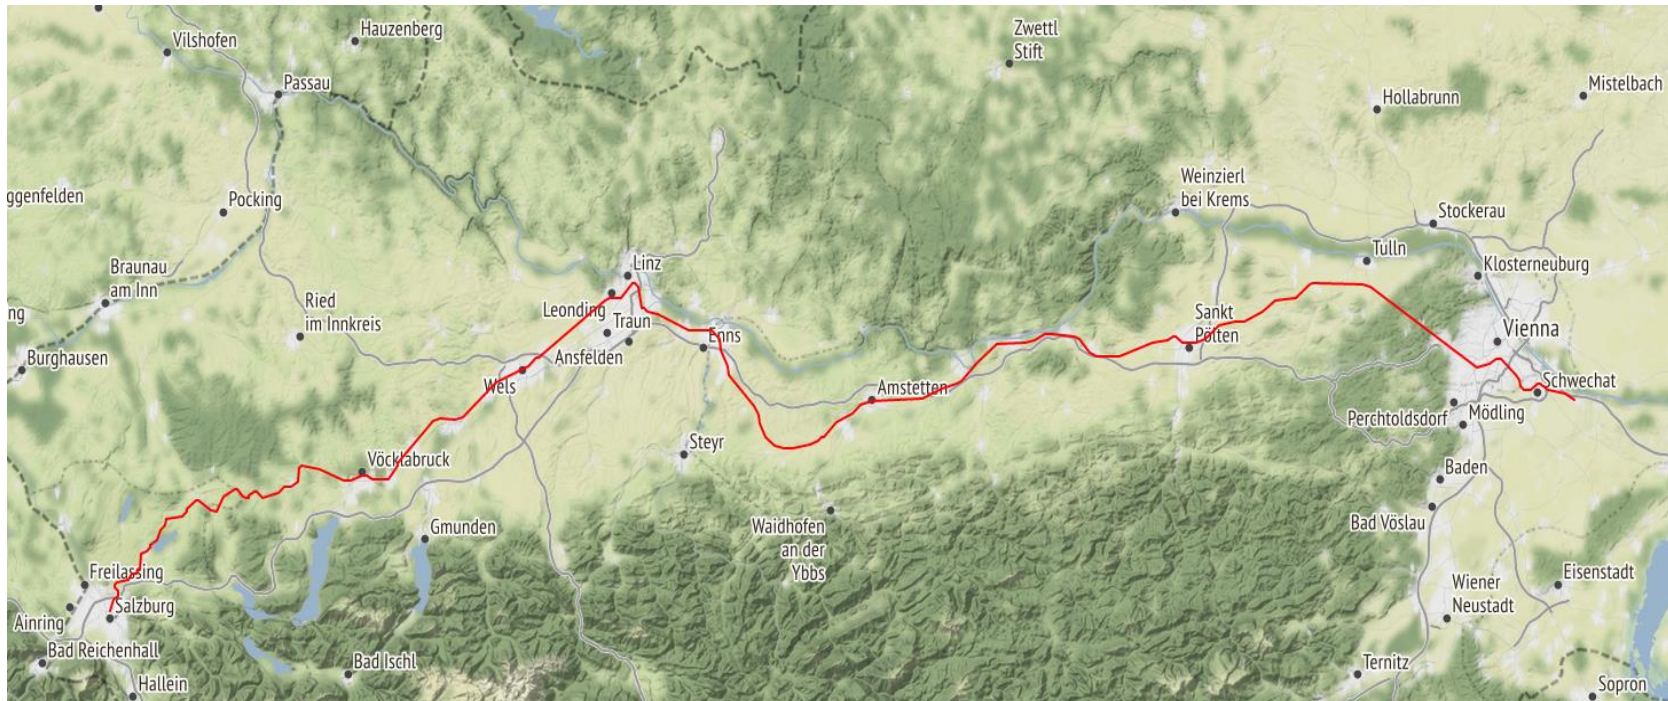 Vilshofen
Hauzenberg
Zwettl
Stift
Passau
Mistelbach
Hollabrunn
Weinzierl
bei Krems
ggenfelden
Pocking
Stockerau
Tulln
Klosterneuburg
Linz
Braunau
am Inn
Leonding
Ried
im Innkreis
ng
Traun
Enns
Sankt
Pölten
Vienna
Burghausen
Ansfelden
Wels
Amstetten
Schwechat
Perchtoldsdorf
Mödling
Steyr
Vöcklabruck
Baden
Gmunden
Waidhofen
an der
Ybbs
Bad Vöslau
Freilassing
Salzburg
Ainring
Wiener
Neustadt
Eisenstadt
Bad Reichenhall
Bad Ischl
Hallein
Ternitz
Sopron